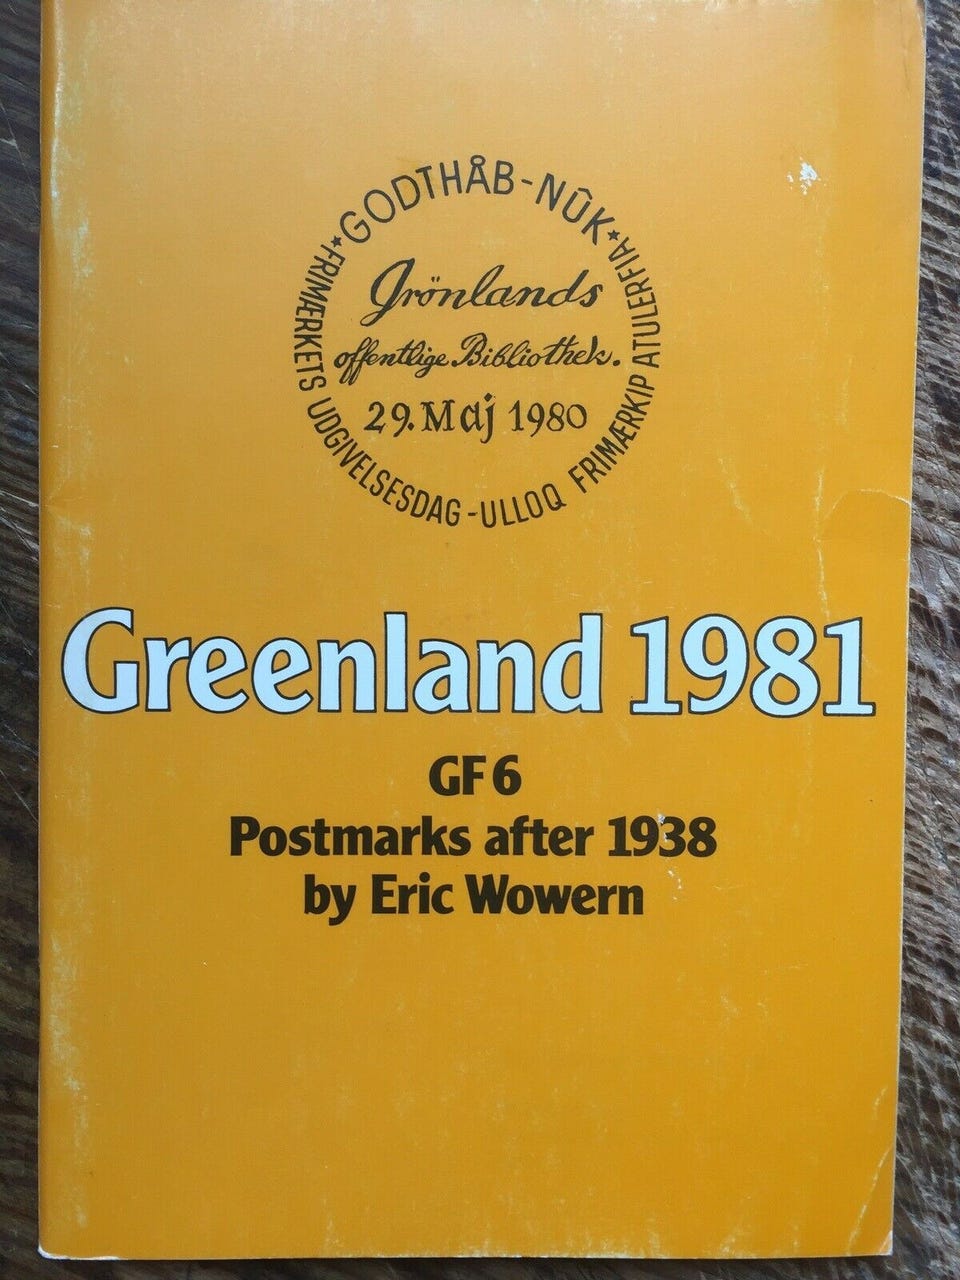 GODTHÅB-NÛK
*FRIMÆRKETS UDGIVELSESDAG-ULLOQ FRIMÆRKIP ATULERFIA*
Grönlands
offentlige Bibliothek.
29. Maj 1980
Greenland 1981
GF 6
Postmarks after 1938
by Eric Wowern